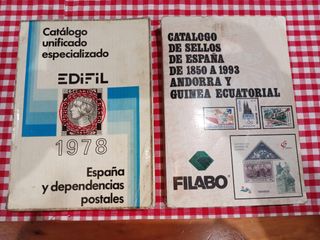 Catálogo
unificado
especializado
EDIFIL
1978
España
y dependencias
postales
CATALOGO
DE SELLOS
DE ESPAÑA
DE 1850 A 1993
ANDORRA Y
GUINEA ECUATORIAL
FILABO